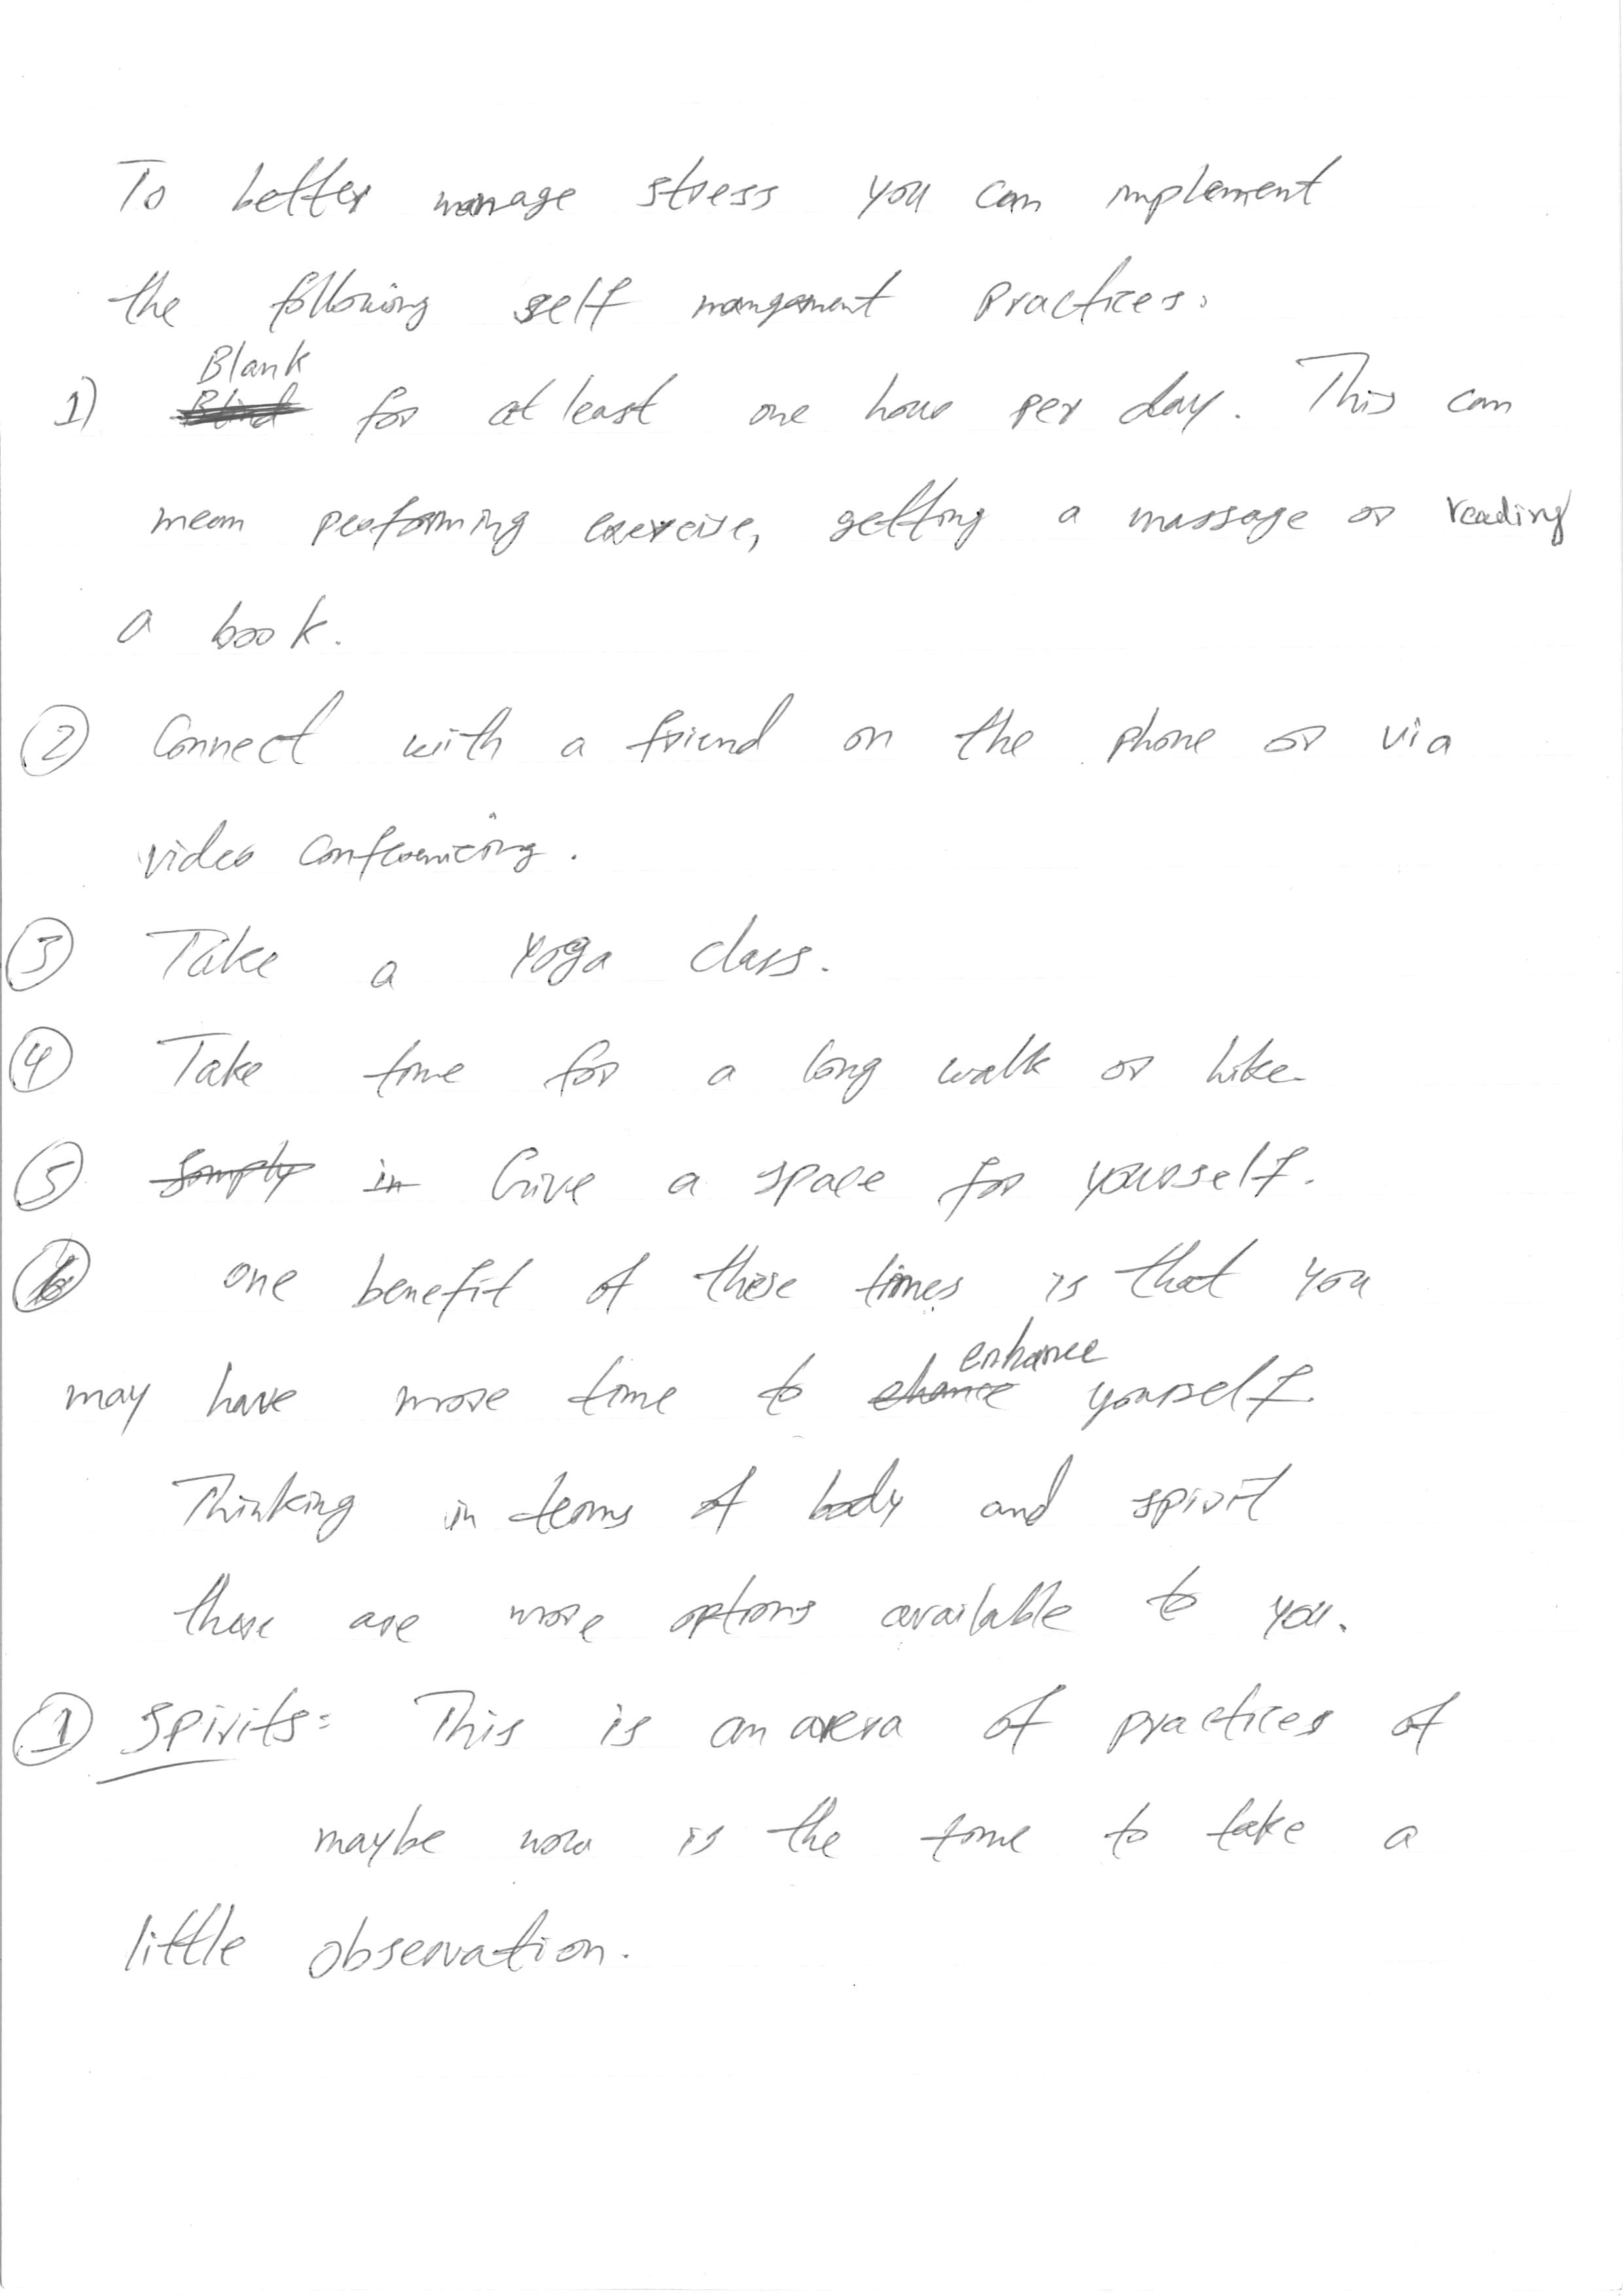 To better manage stress you can implement
the following self mangement practices:
Blank
1) for at least one hour per day. This can
mean performing exercise, getting a massage or reading
a book.
② Connect with a friend on the phone or via
video conferencing.
③ Take a Yoga class.
④ Take time for a long walk or hike
⑤ Simply in Give a space for yourself.
one benefit of these times is that you
enhance
may have more time to chance yourself.
Thinking in terms of body and spirit
there are more options available to you.
① Spirits: This is an area of practices of
maybe now is the time to take a
little observation.